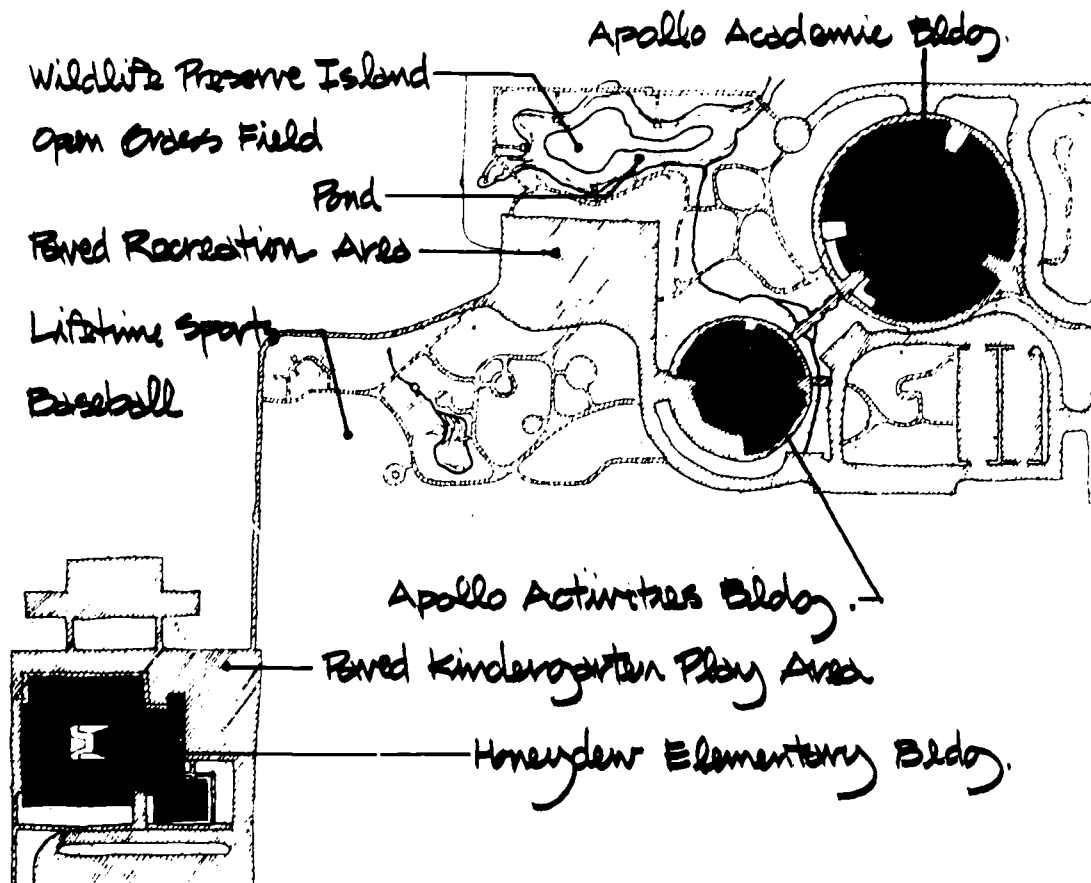 Apollo Academic Bldg.
Wildlife Preserve Island
Open Grass Field
Pond
Paved Recreation Area
Lifetime Sports
Baseball
Apollo Activities Bldg.
Paved Kindergarten Play Area
Honeydew Elementary Bldg.